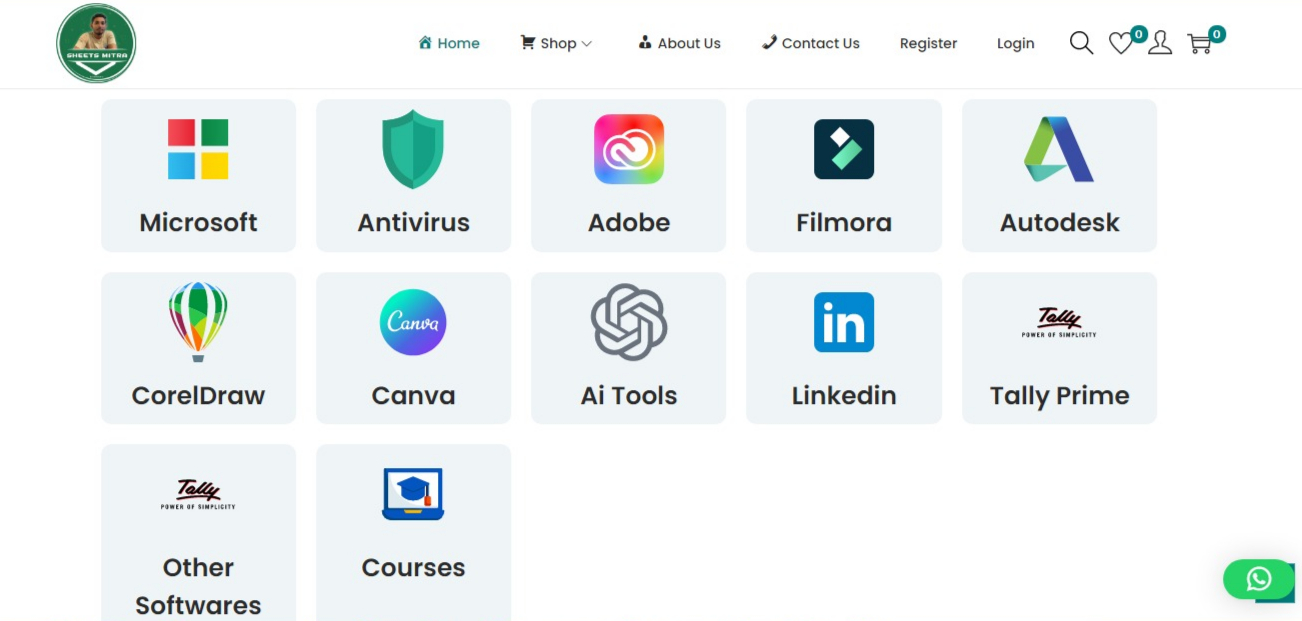 SHEETS MITRA
Home
Shop
About Us
Contact Us
Register
Login
0
0
Microsoft
Antivirus
Adobe
Filmora
Autodesk
CorelDraw
Canva
Canva
Ai Tools
in
Linkedin
Tally
POWER OF SIMPLICITY
Tally Prime
Tally
POWER OF SIMPLICITY
Other
Softwares
Courses